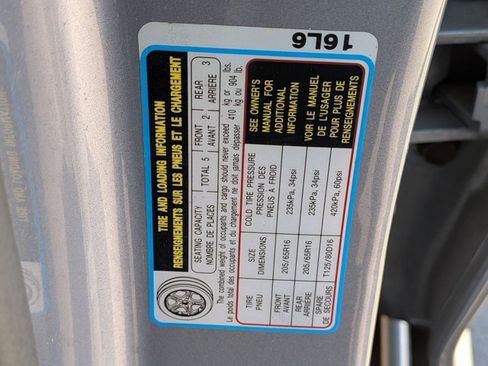 16L6
TIRE AND LOADING INFORMATION
RENSEIGNEMENTS SUR LES PNEUS ET LE CHARGEMENT
SEATING CAPACITY TOTAL 5 FRONT 2 REAR 3
NOMBRE DE PLACES AVANT ARRIÈRE
The combined weight of occupants and cargo should never exceed 410 kg or 904 lbs.
Le poids total des occupants et du chargement ne doit jamais dépasser 410 kg ou 904 lb.
TIRE SIZE COLD TIRE PRESSURE
PNEU DIMENSIONS PRESSION DES PNEUS À FROID
FRONT 205/65R16 235kPa, 34psi
AVANT
REAR 205/65R16 235kPa, 34psi
ARRIÈRE
SPARE T125/80D16 420kPa, 60psi
DE SECOURS
SEE OWNER'S
MANUAL FOR
ADDITIONAL
INFORMATION
VOIR LE MANUEL
DE L'USAGER
POUR PLUS DE
RENSEIGNEMENTS